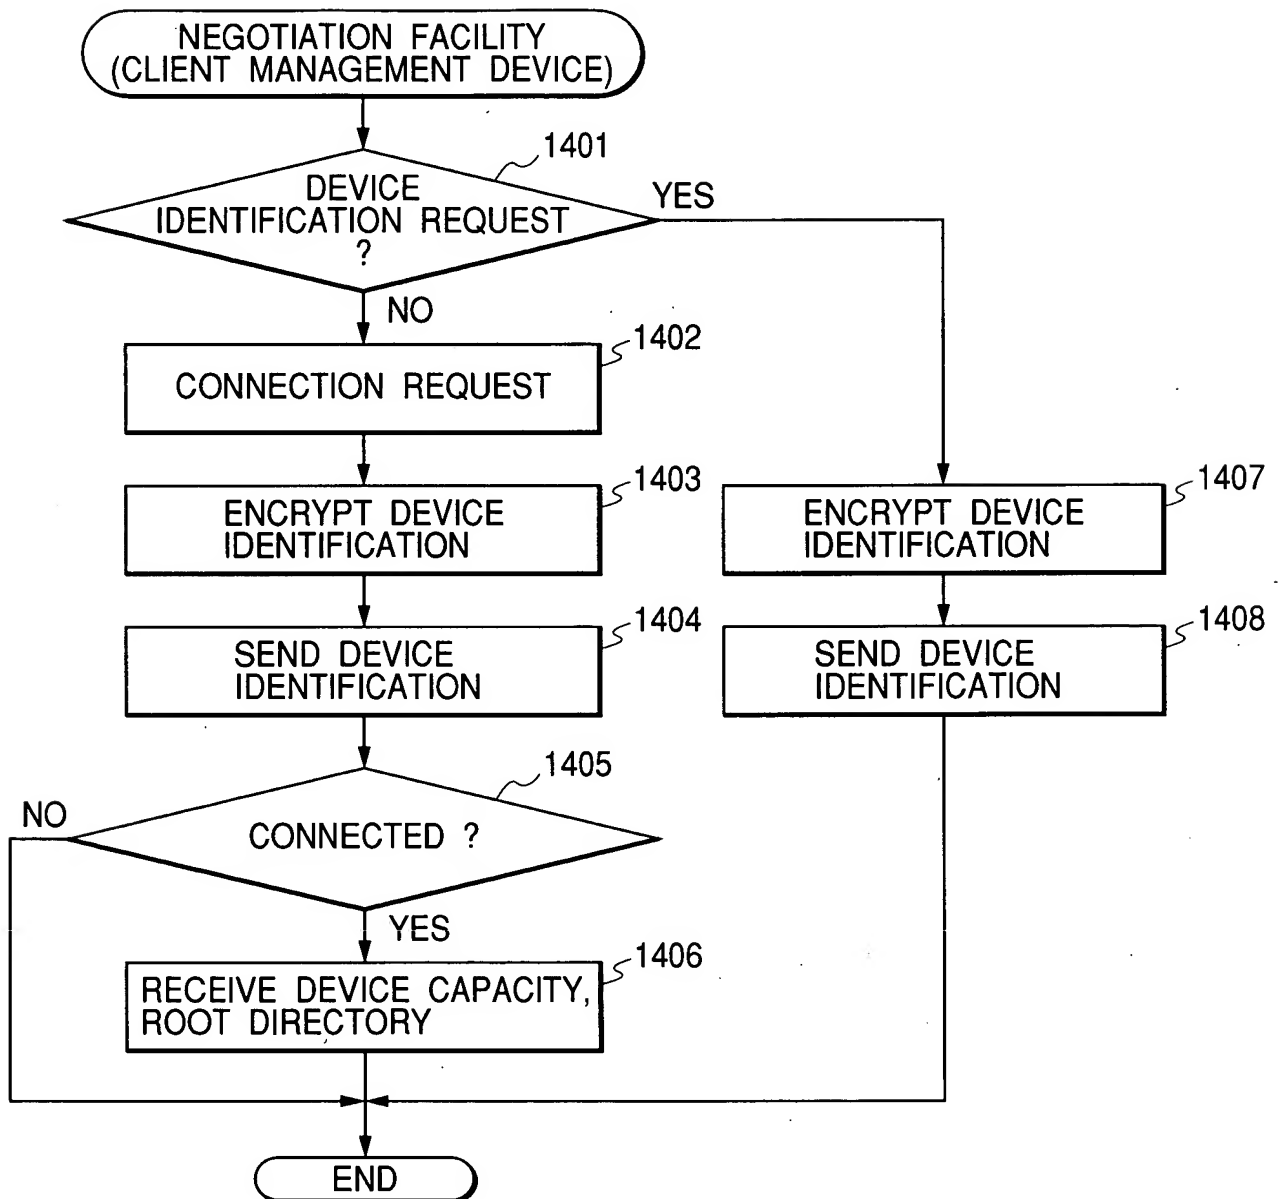 NEGOTIATION FACILITY
(CLIENT MANAGEMENT DEVICE)
1401
DEVICE
IDENTIFICATION REQUEST
?
YES
NO
1402
CONNECTION REQUEST
1403
ENCRYPT DEVICE
IDENTIFICATION
1407
ENCRYPT DEVICE
IDENTIFICATION
1404
SEND DEVICE
IDENTIFICATION
1408
SEND DEVICE
IDENTIFICATION
1405
NO
CONNECTED ?
YES
1406
RECEIVE DEVICE CAPACITY,
ROOT DIRECTORY
END